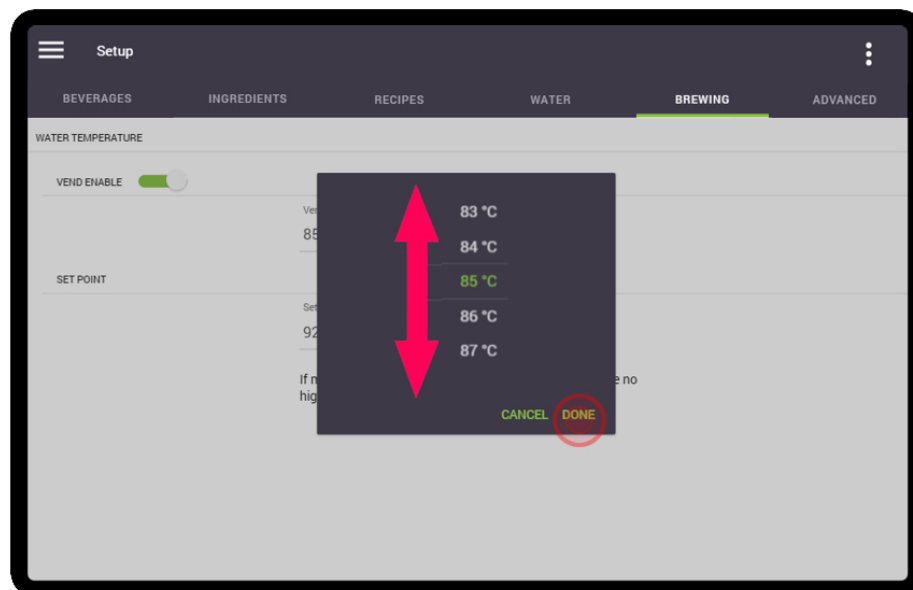 Setup
BEVERAGES INGREDIENTS RECIPES WATER BREWING ADVANCED
WATER TEMPERATURE
VEND ENABLE
85
SET POINT
92
If
hig
no
83 °C
84 °C
85 °C
86 °C
87 °C
CANCEL DONE